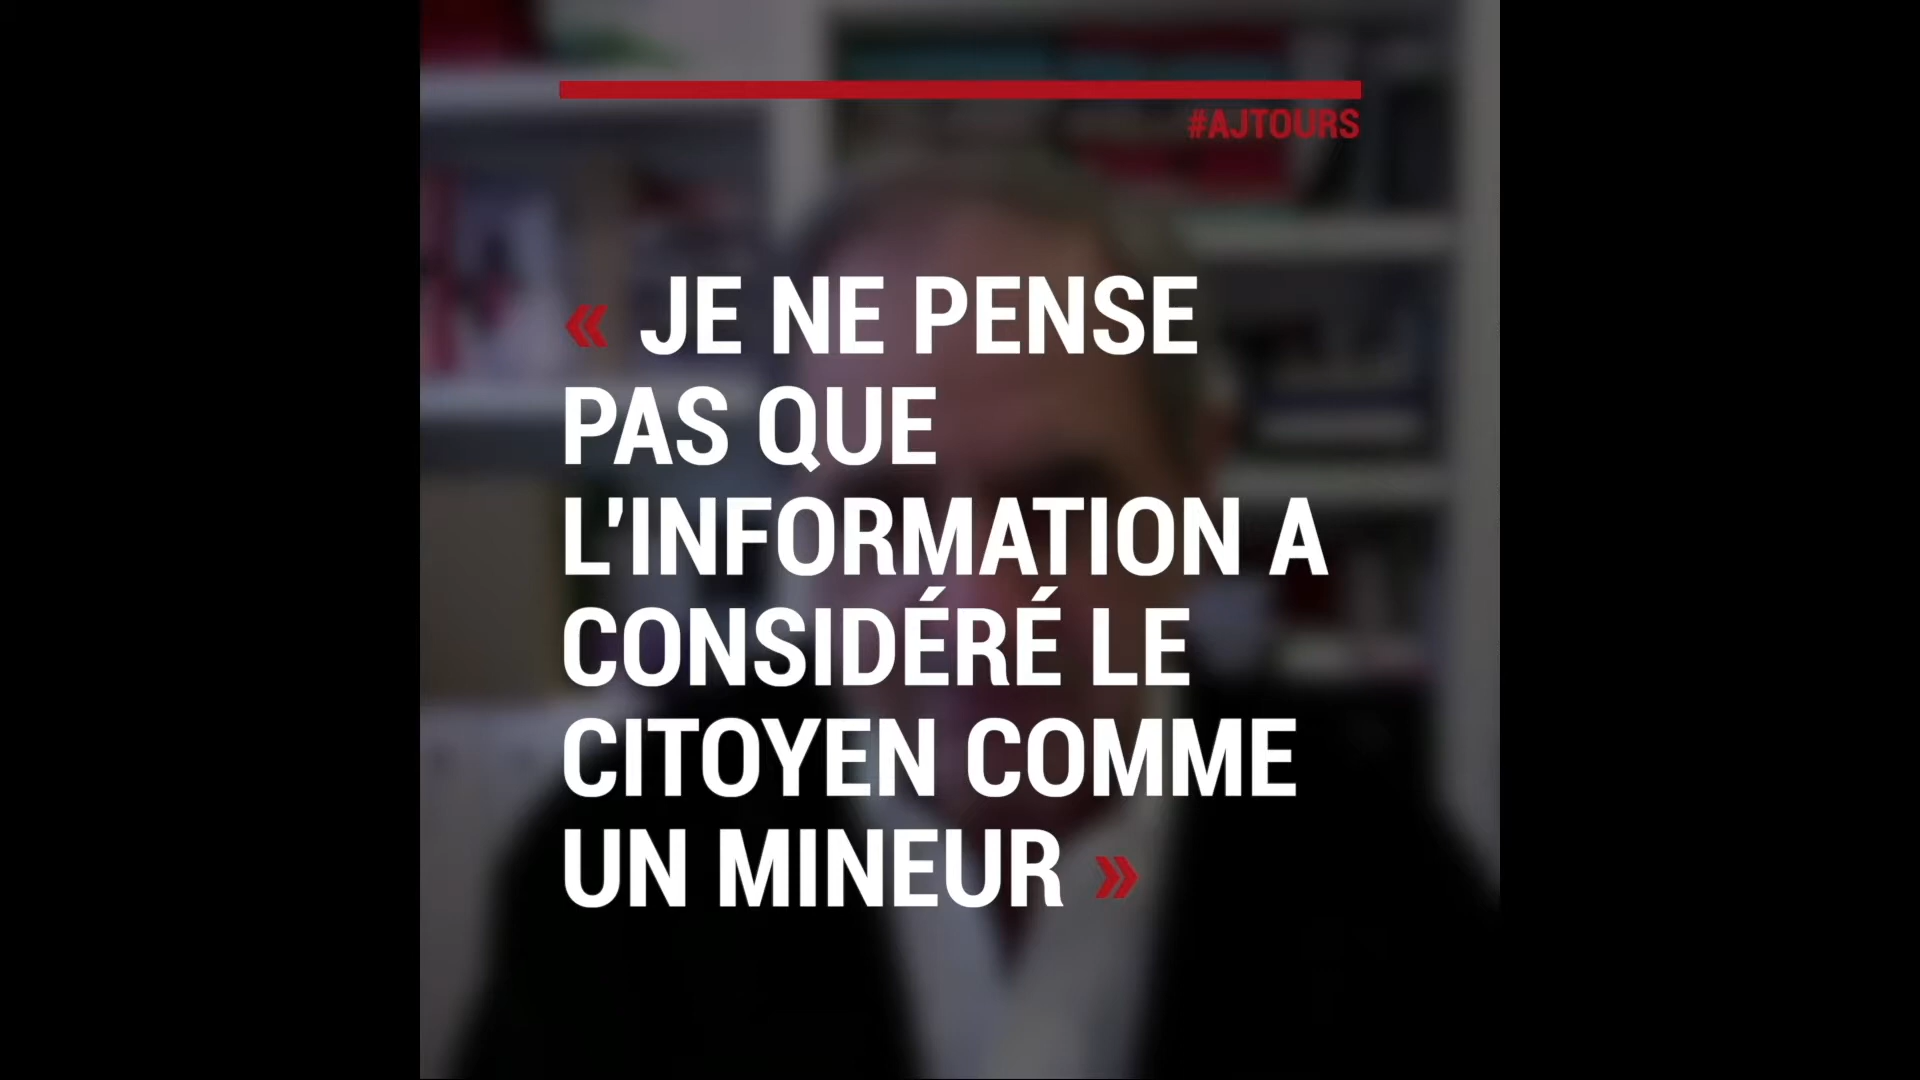 #AJTOURS
« JE NE PENSE
PAS QUE
L'INFORMATION A
CONSIDÉRÉ LE
CITOYEN COMME
UN MINEUR »